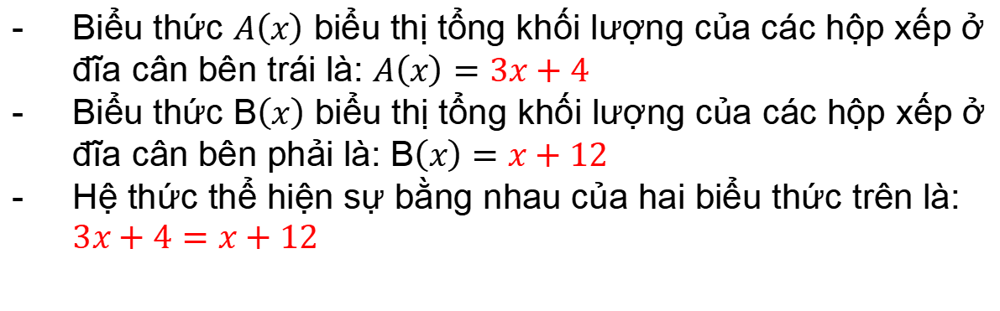 - Biểu thức A(x) biểu thị tổng khối lượng của các hộp xếp ở
đĩa cân bên trái là: A(x) = 3x + 4
- Biểu thức B(x) biểu thị tổng khối lượng của các hộp xếp ở
đĩa cân bên phải là: B(x) = x + 12
- Hệ thức thể hiện sự bằng nhau của hai biểu thức trên là:
3x + 4 = x + 12